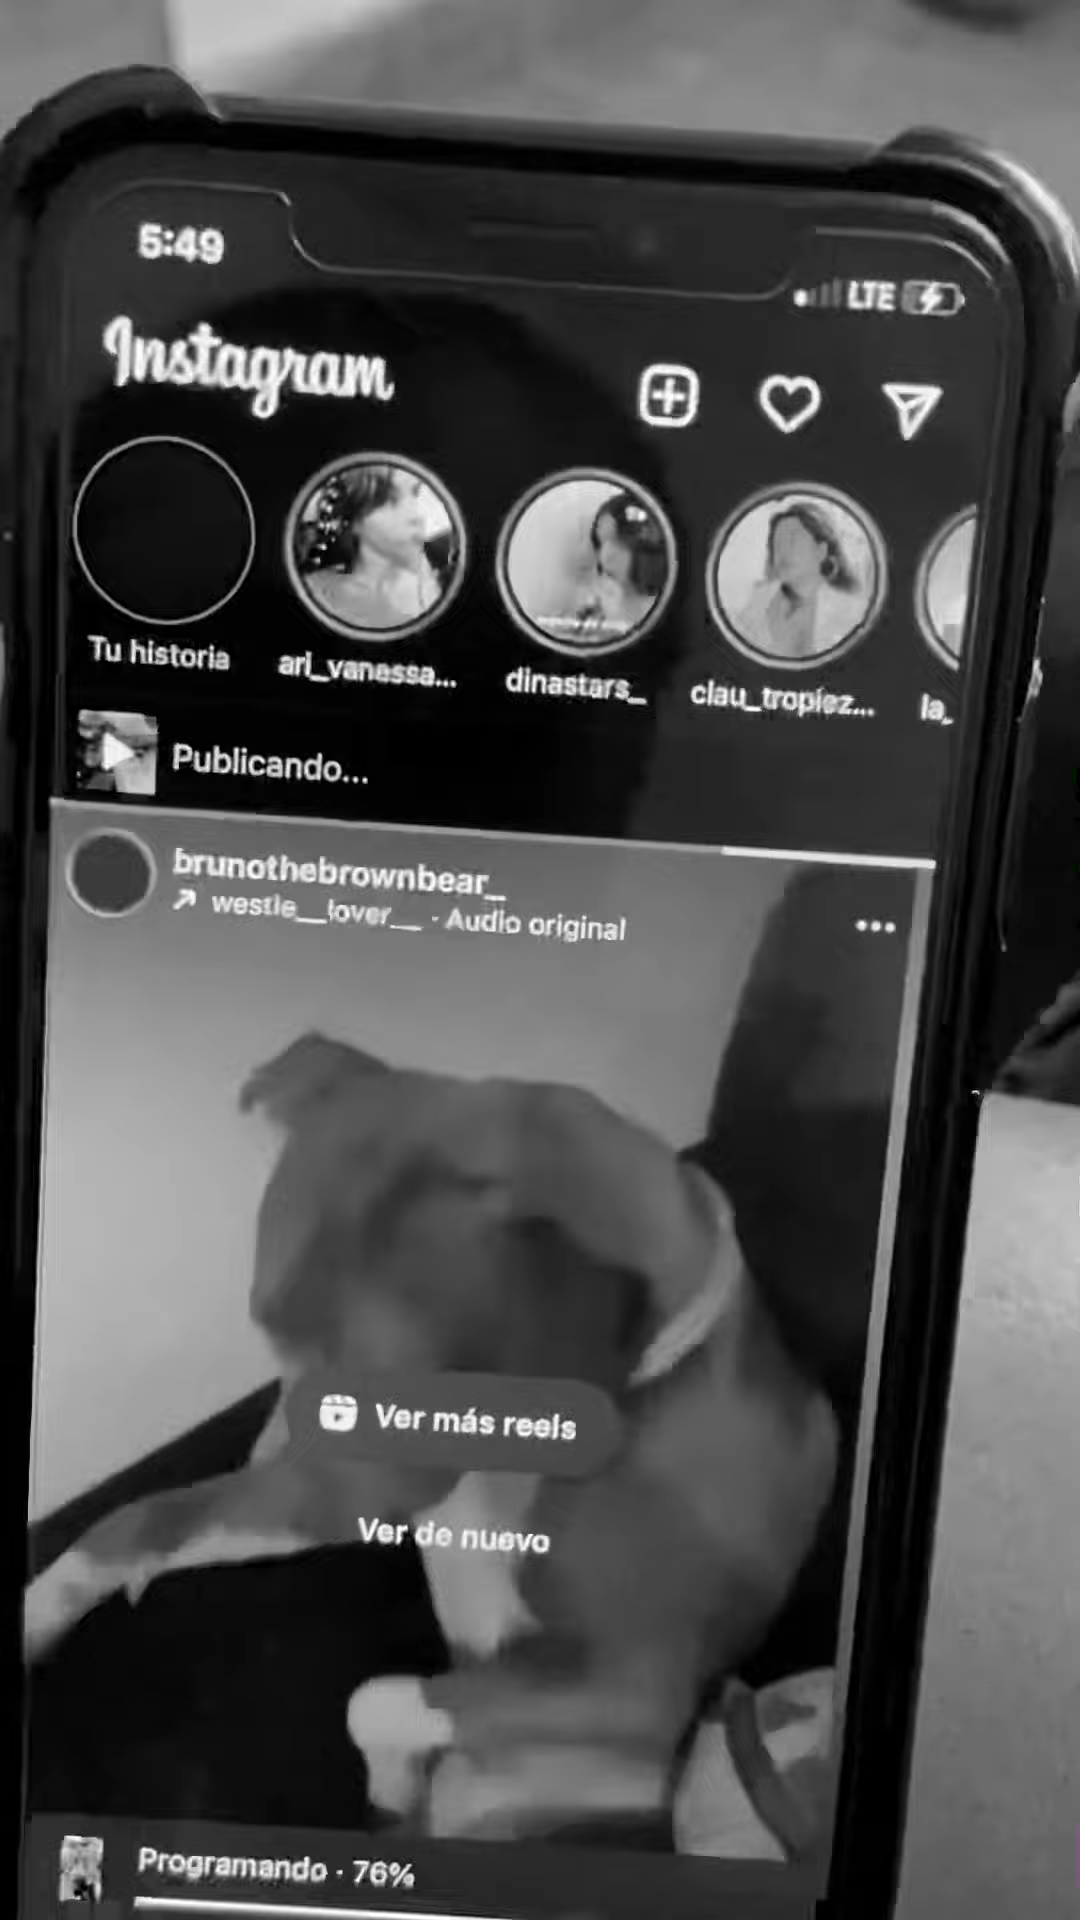 5:49
LTE
Instagram
Tu historia
ari_vanessa...
dinastars_
clau_tropiez...
la_
Publicando...
brunothebrownbear_
westie__lover__ · Audio original
Ver más reels
Ver de nuevo
Programando · 76%